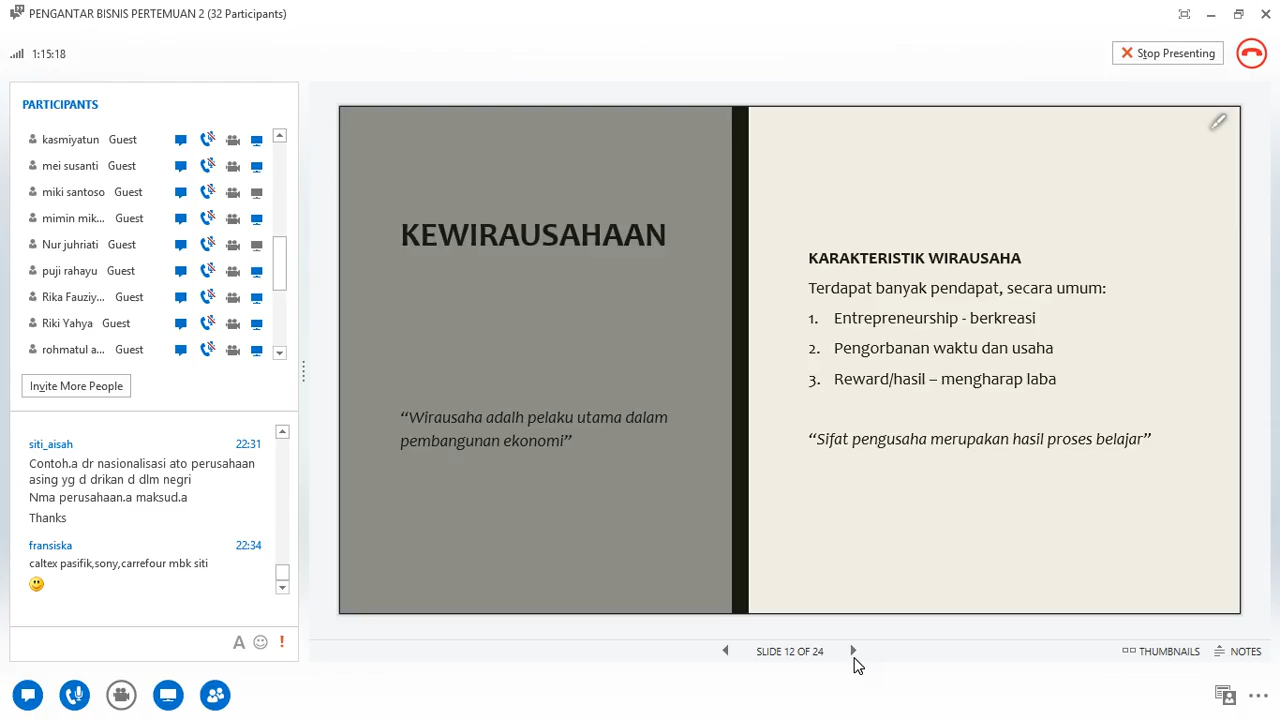 PENGANTAR BISNIS PERTEMUAN 2 (32 Participants)
1:15:18
Stop Presenting
PARTICIPANTS
kasmiyatun Guest
mei susanti Guest
miki santoso Guest
mimin mik... Guest
Nur juhriati Guest
puji rahayu Guest
Rika Fauziy... Guest
Riki Yahya Guest
rohmatul a... Guest
Invite More People
siti_aisah 22:31
Contoh.a dr nasionalisasi ato perusahaan
asing yg d drikan d dlm negri
Nma perusahaan.a maksud.a
Thanks
fransiska 22:34
caltex pasifik,sony,carrefour mbk siti
A
!
KEWIRAUSAHAAN
“Wirausaha adalh pelaku utama dalam
pembangunan ekonomi”
KARAKTERISTIK WIRAUSAHA
Terdapat banyak pendapat, secara umum:
1. Entrepreneurship - berkreasi
2. Pengorbanan waktu dan usaha
3. Reward/hasil – mengharap laba
“Sifat pengusaha merupakan hasil proses belajar”
SLIDE 12 OF 24
THUMBNAILS
NOTES